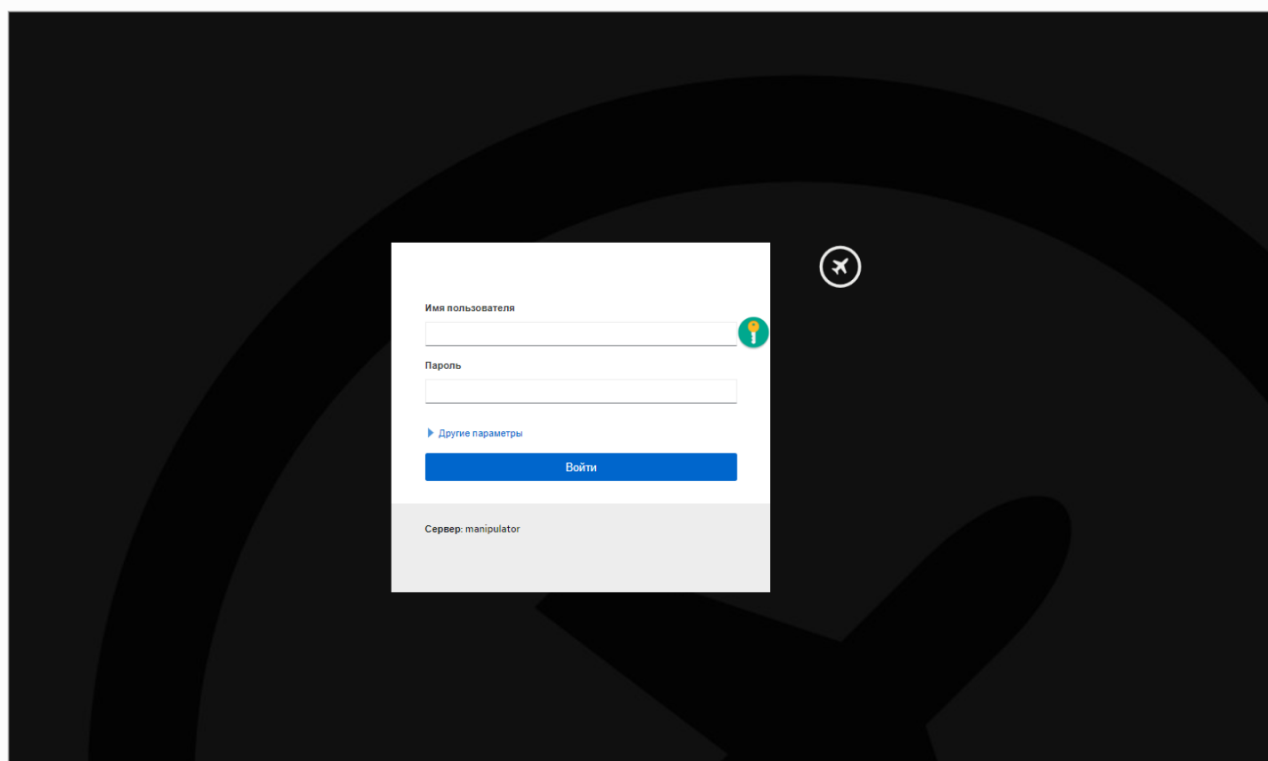 Имя пользователя
Пароль
Другие параметры
Войти
Сервер: manipulator